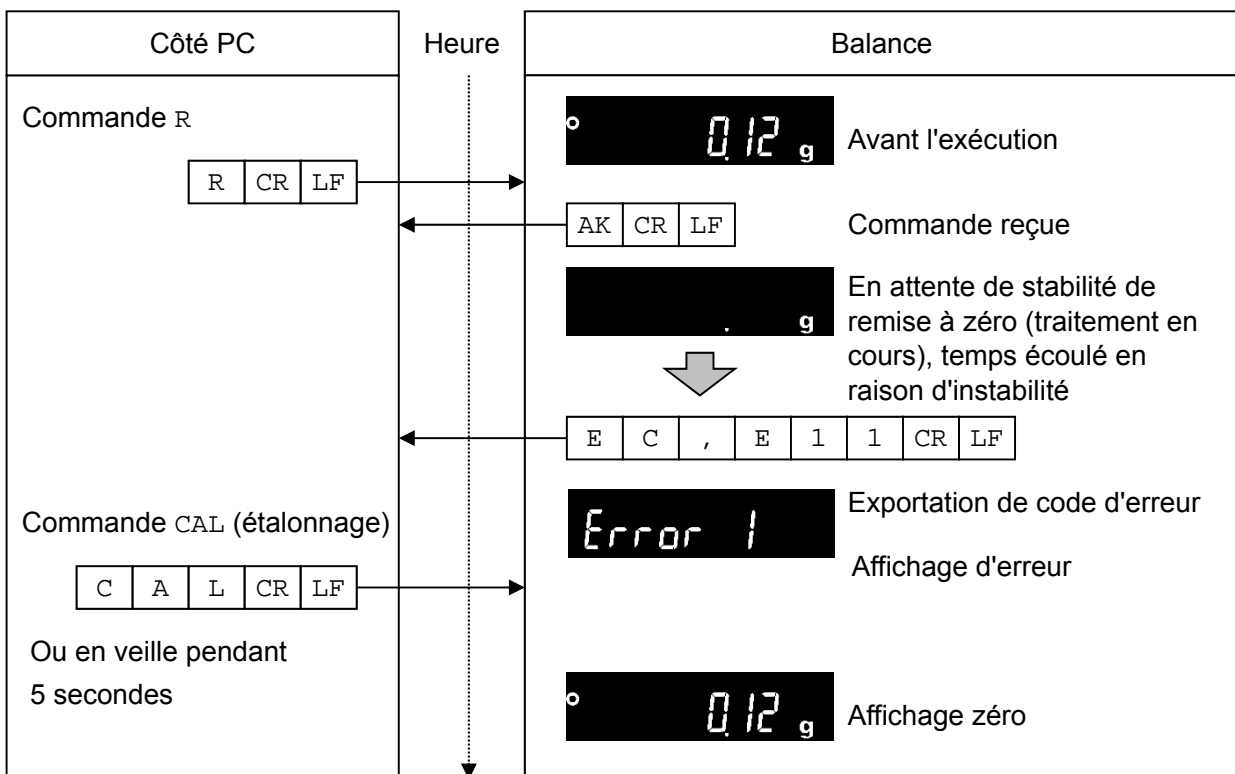 Côté PC
Heure
Balance
Commande R
0.12 g
Avant l'exécution
R CR LF
AK CR LF
Commande reçue
. g
En attente de stabilité de
remise à zéro (traitement en
cours), temps écoulé en
raison d'instabilité
E C , E 1 1 CR LF
Exportation de code d'erreur
Commande CAL (étalonnage)
Error 1
Affichage d'erreur
C A L CR LF
Ou en veille pendant
5 secondes
0.12 g
Affichage zéro